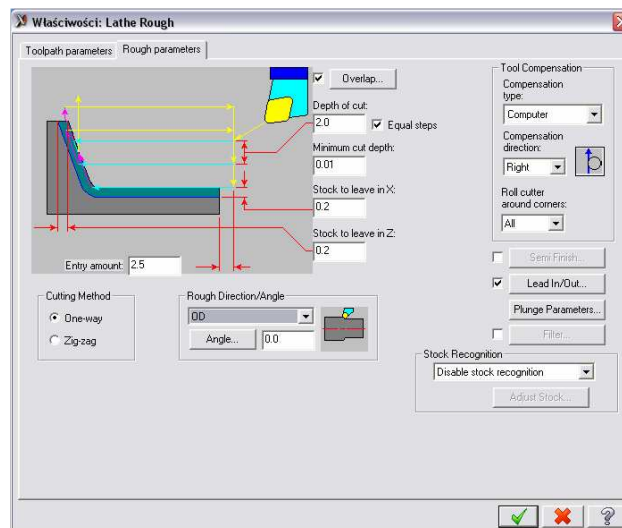 Właściwości: Lathe Rough
Toolpath parameters
Rough parameters
Overlap...
Depth of cut:
2.0
Equal steps
Minimum cut depth:
0.01
Stock to leave in X:
0.2
Stock to leave in Z:
0.2
Entry amount: 2.5
Tool Compensation
Compensation
type:
Computer
Compensation
direction:
Right
Roll cutter
around corners:
All
Semi Finish...
Lead In/Out...
Plunge Parameters...
Filter...
Cutting Method
One-way
Zig-zag
Rough Direction/Angle
OD
Angle...
0.0
Stock Recognition
Disable stock recognition
Adjust Stock...